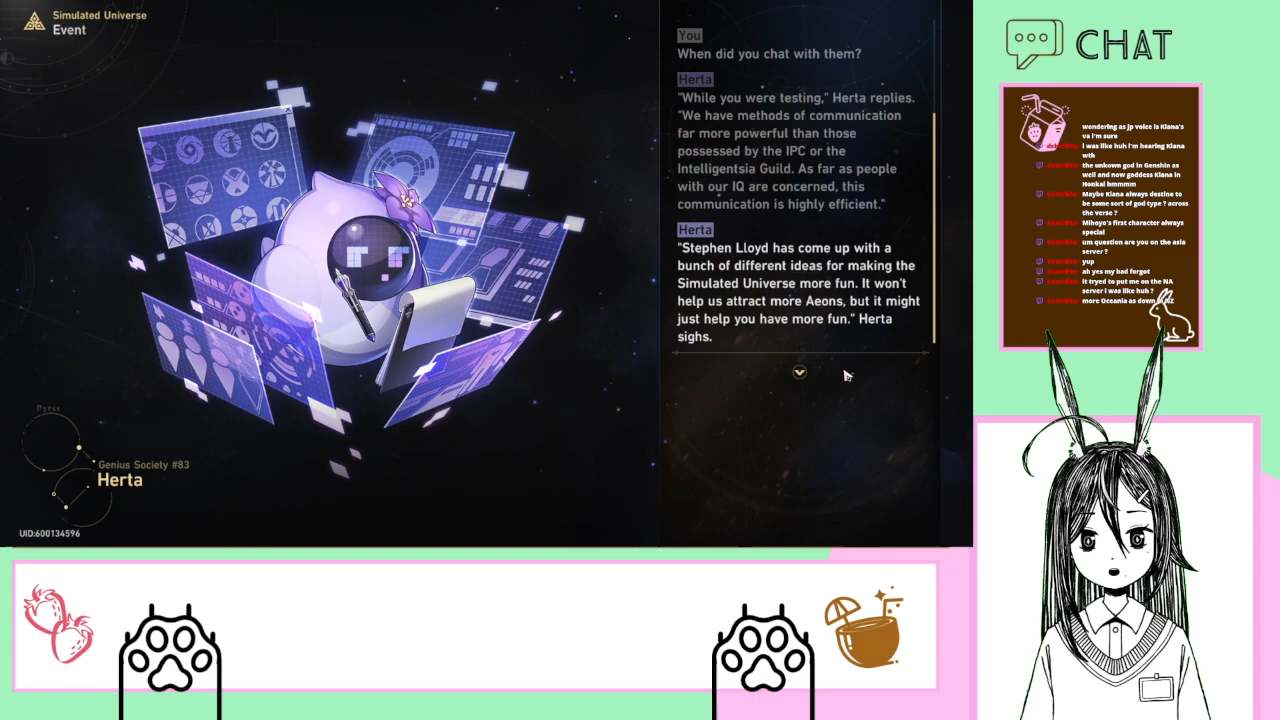 Simulated Universe
Event
You
When did you chat with them?
Herta
"While you were testing," Herta replies.
"We have methods of communication
far more powerful than those
possessed by the IPC or the
Intelligentsia Guild. As far as people
with our IQ are concerned, this
communication is highly efficient."
Herta
"Stephen Lloyd has come up with a
bunch of different ideas for making the
Simulated Universe more fun. It won't
help us attract more Aeons, but it might
just help you have more fun." Herta
sighs.
Genius Society #83
Herta
UID:600134596
CHAT
wondering as jp voice is Kiana's
va I'm sure
i was like huh I'm hearing Kiana
wth
the unkown god in Genshin as
well and now goddess Kiana in
Honkai hmmmm
Maybe Kiana always destine to
be some sort of god type ? across
the verse ?
Mihoyo's first character always
special
um question are you on the asia
server ?
yup
ah yes my bad forgot
it tryed to put me on the NA
server i was like huh ?
more Oceania as down NZ